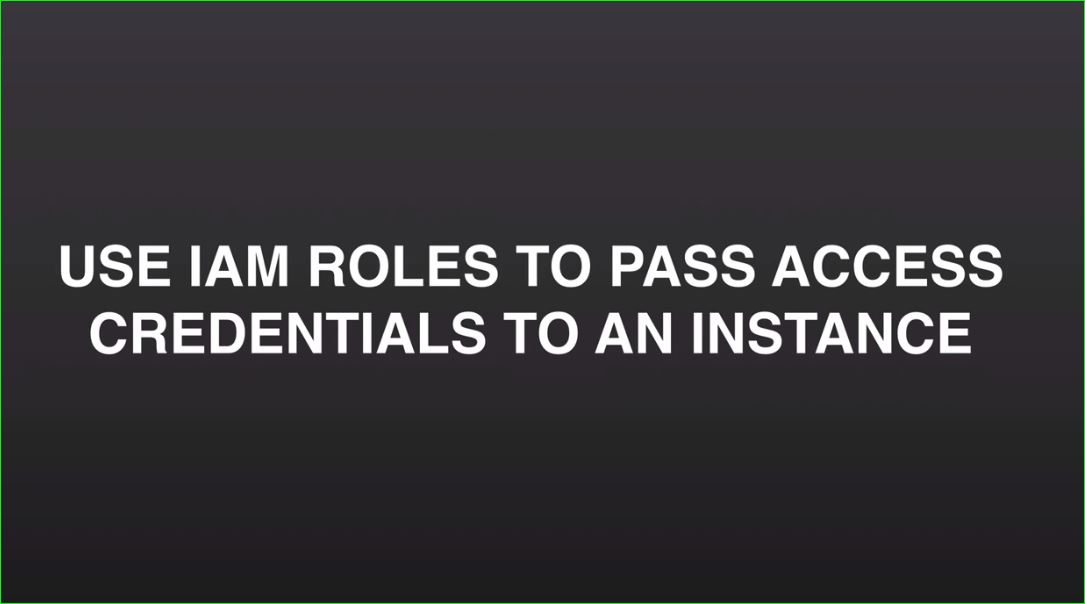 USE IAM ROLES TO PASS ACCESS
CREDENTIALS TO AN INSTANCE